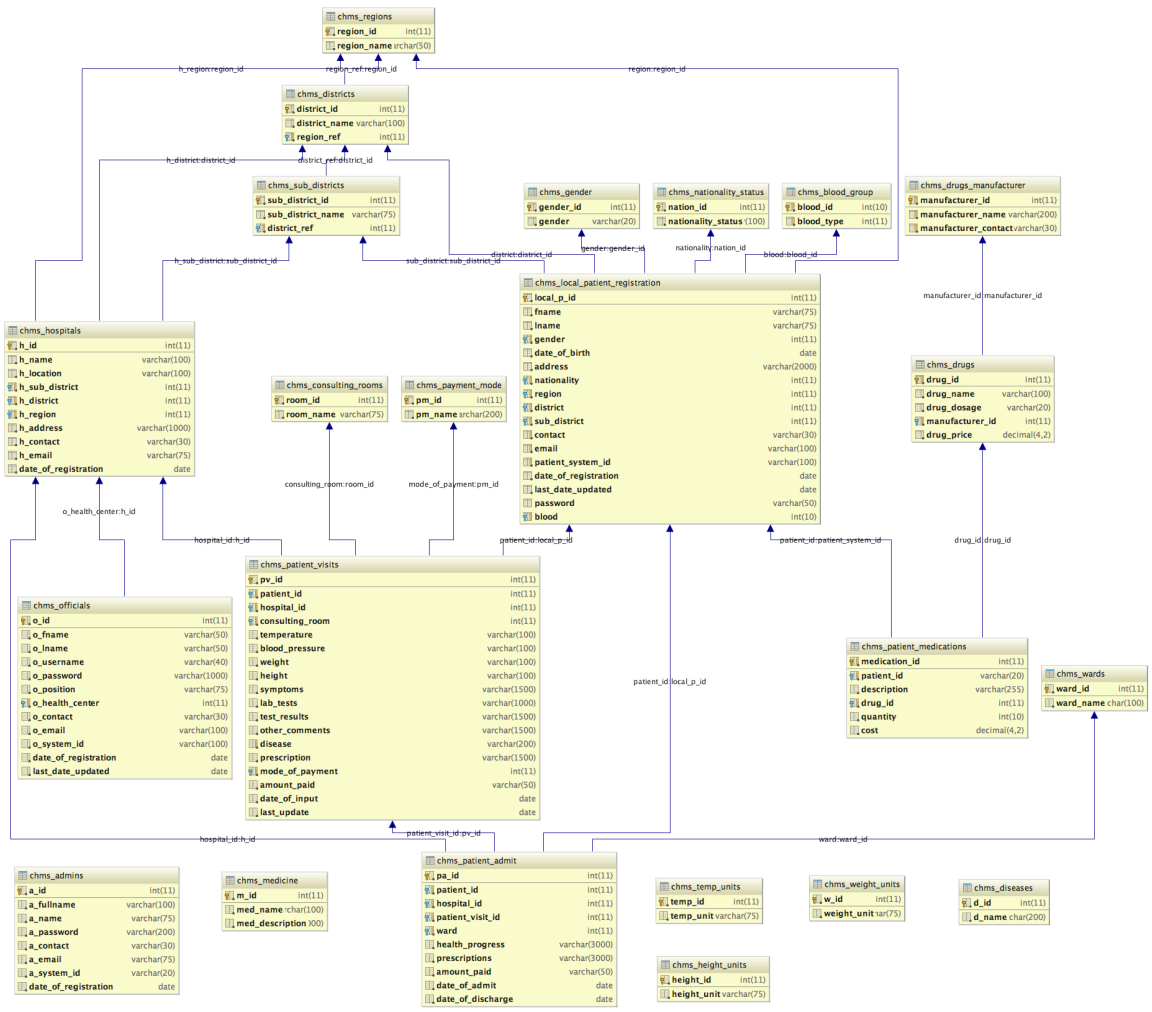 chms_regions
region_id int(11)
region_name archar(50)
h_region:region_id
region_ref:region_id
region:region_id
chms_districts
district_id int(11)
district_name varchar(100)
region_ref int(11)
h_district:district_id
district_ref:district_id
chms_sub_districts
sub_district_id int(11)
sub_district_name varchar(75)
district_ref int(11)
chms_gender
gender_id int(11)
gender varchar(20)
chms_nationality_status
nation_id int(11)
nationality_status (100)
chms_blood_group
blood_id int(10)
blood_type int(11)
chms_drugs_manufacturer
manufacturer_id int(11)
manufacturer_name varchar(200)
manufacturer_contact varchar(30)
h_sub_district:sub_district_id
sub_district:sub_district_id
district:district_id
gender:gender_id
nationality:nation_id
blood:blood_id
manufacturer_id:manufacturer_id
chms_local_patient_registration
local_p_id int(11)
fname varchar(75)
lname varchar(75)
gender int(11)
date_of_birth date
address varchar(2000)
nationality int(11)
region int(11)
district int(11)
sub_district int(11)
contact varchar(30)
email varchar(100)
patient_system_id varchar(100)
date_of_registration date
last_date_updated date
password varchar(50)
blood int(10)
chms_hospitals
h_id int(11)
h_name varchar(100)
h_location varchar(100)
h_sub_district int(11)
h_district int(11)
h_region int(11)
h_address varchar(1000)
h_contact varchar(30)
h_email varchar(75)
date_of_registration date
chms_consulting_rooms
room_id int(11)
room_name varchar(75)
chms_payment_mode
pm_id int(11)
pm_name archar(200)
chms_drugs
drug_id int(11)
drug_name varchar(100)
drug_dosage varchar(20)
manufacturer_id int(11)
drug_price decimal(4,2)
consulting_room:room_id
mode_of_payment:pm_id
o_health_center:h_id
hospital_id:h_id
patient_id:local_p_id
patient_id:patient_system_id
drug_id:drug_id
chms_patient_visits
pv_id int(11)
patient_id int(11)
hospital_id int(11)
consulting_room int(11)
temperature varchar(100)
blood_pressure varchar(100)
weight varchar(100)
height varchar(100)
symptoms varchar(1500)
lab_tests varchar(1000)
test_results varchar(1500)
other_comments varchar(1500)
disease varchar(200)
prescription varchar(1500)
mode_of_payment int(11)
amount_paid varchar(50)
date_of_input date
last_update date
chms_officials
o_id int(11)
o_fname varchar(50)
o_lname varchar(50)
o_username varchar(40)
o_password varchar(1000)
o_position varchar(75)
o_health_center int(11)
o_contact varchar(30)
o_email varchar(100)
o_system_id varchar(100)
date_of_registration date
last_date_updated date
chms_patient_medications
medication_id int(11)
patient_id varchar(20)
description varchar(255)
drug_id int(11)
quantity int(10)
cost decimal(4,2)
chms_wards
ward_id int(11)
ward_name char(100)
patient_id:local_p_id
hospital_id:h_id
patient_visit_id:pv_id
ward:ward_id
chms_admins
a_id int(11)
a_fullname varchar(100)
a_name varchar(75)
a_password varchar(200)
a_contact varchar(30)
a_email varchar(75)
a_system_id varchar(20)
date_of_registration date
chms_medicine
m_id int(11)
med_name char(100)
med_description 00)
chms_patient_admit
pa_id int(11)
patient_id int(11)
hospital_id int(11)
patient_visit_id int(11)
ward int(11)
health_progress varchar(3000)
prescriptions varchar(3000)
amount_paid varchar(50)
date_of_admit date
date_of_discharge date
chms_temp_units
temp_id int(11)
temp_unit varchar(75)
chms_weight_units
w_id int(11)
weight_unit ar(75)
chms_diseases
d_id int(11)
d_name char(200)
chms_height_units
height_id int(11)
height_unit varchar(75)